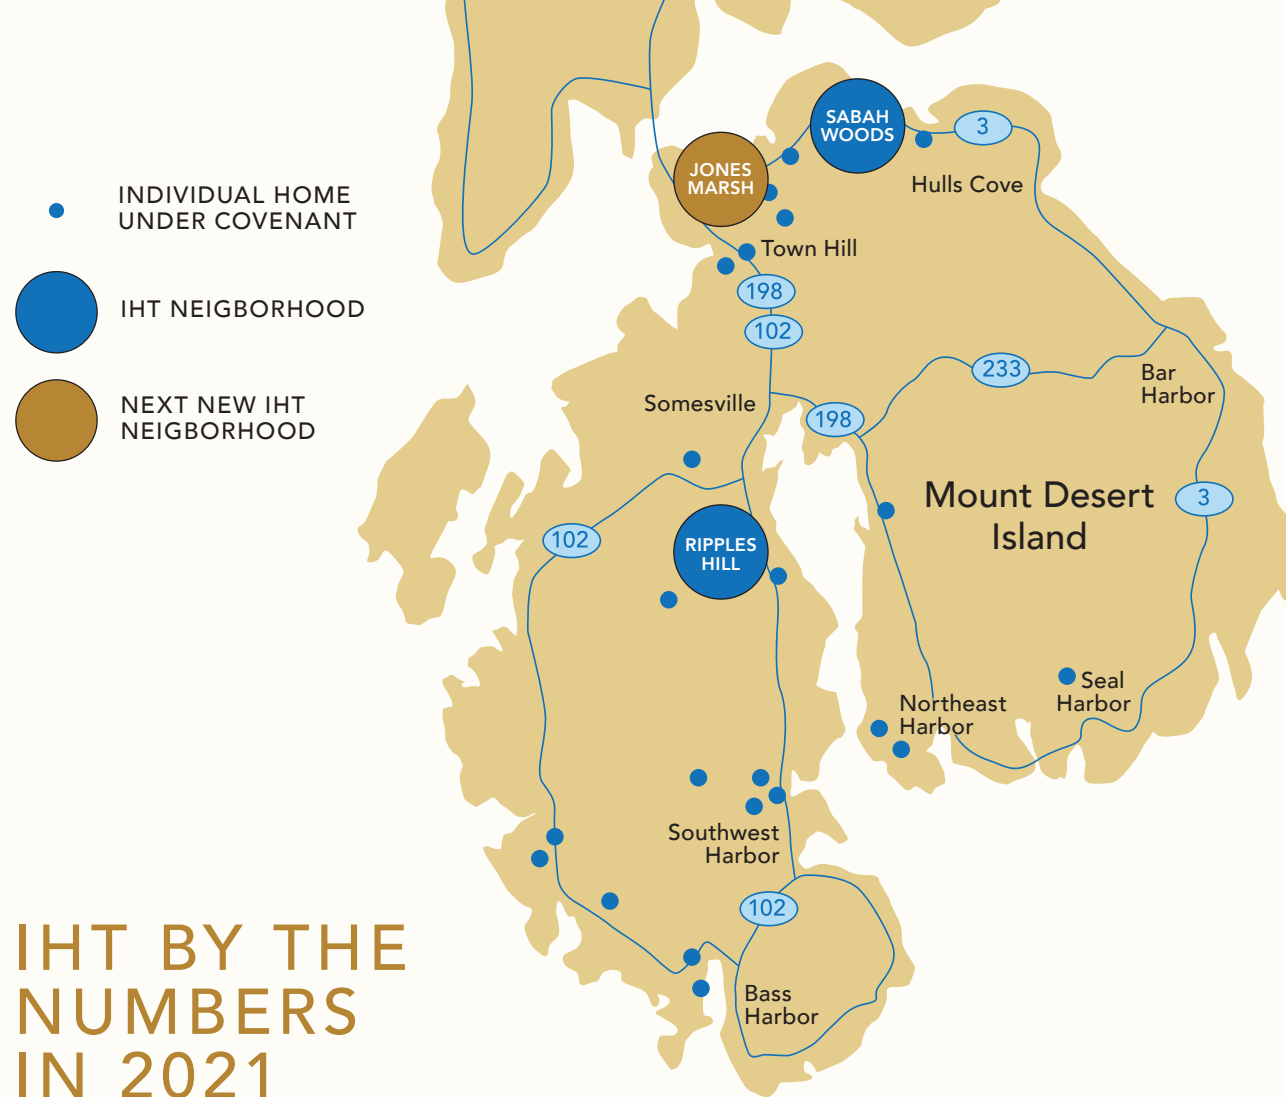 INDIVIDUAL HOME
UNDER COVENANT
IHT NEIGBORHOOD
NEXT NEW IHT
NEIGBORHOOD
SABAH
WOODS
3
JONES
MARSH
Hulls Cove
Town Hill
198
102
233
Bar
Harbor
Somesville
198
Mount Desert
Island
3
102
RIPPLES
HILL
Seal
Harbor
Northeast
Harbor
Southwest
Harbor
102
Bass
Harbor
IHT BY THE
NUMBERS
IN 2021